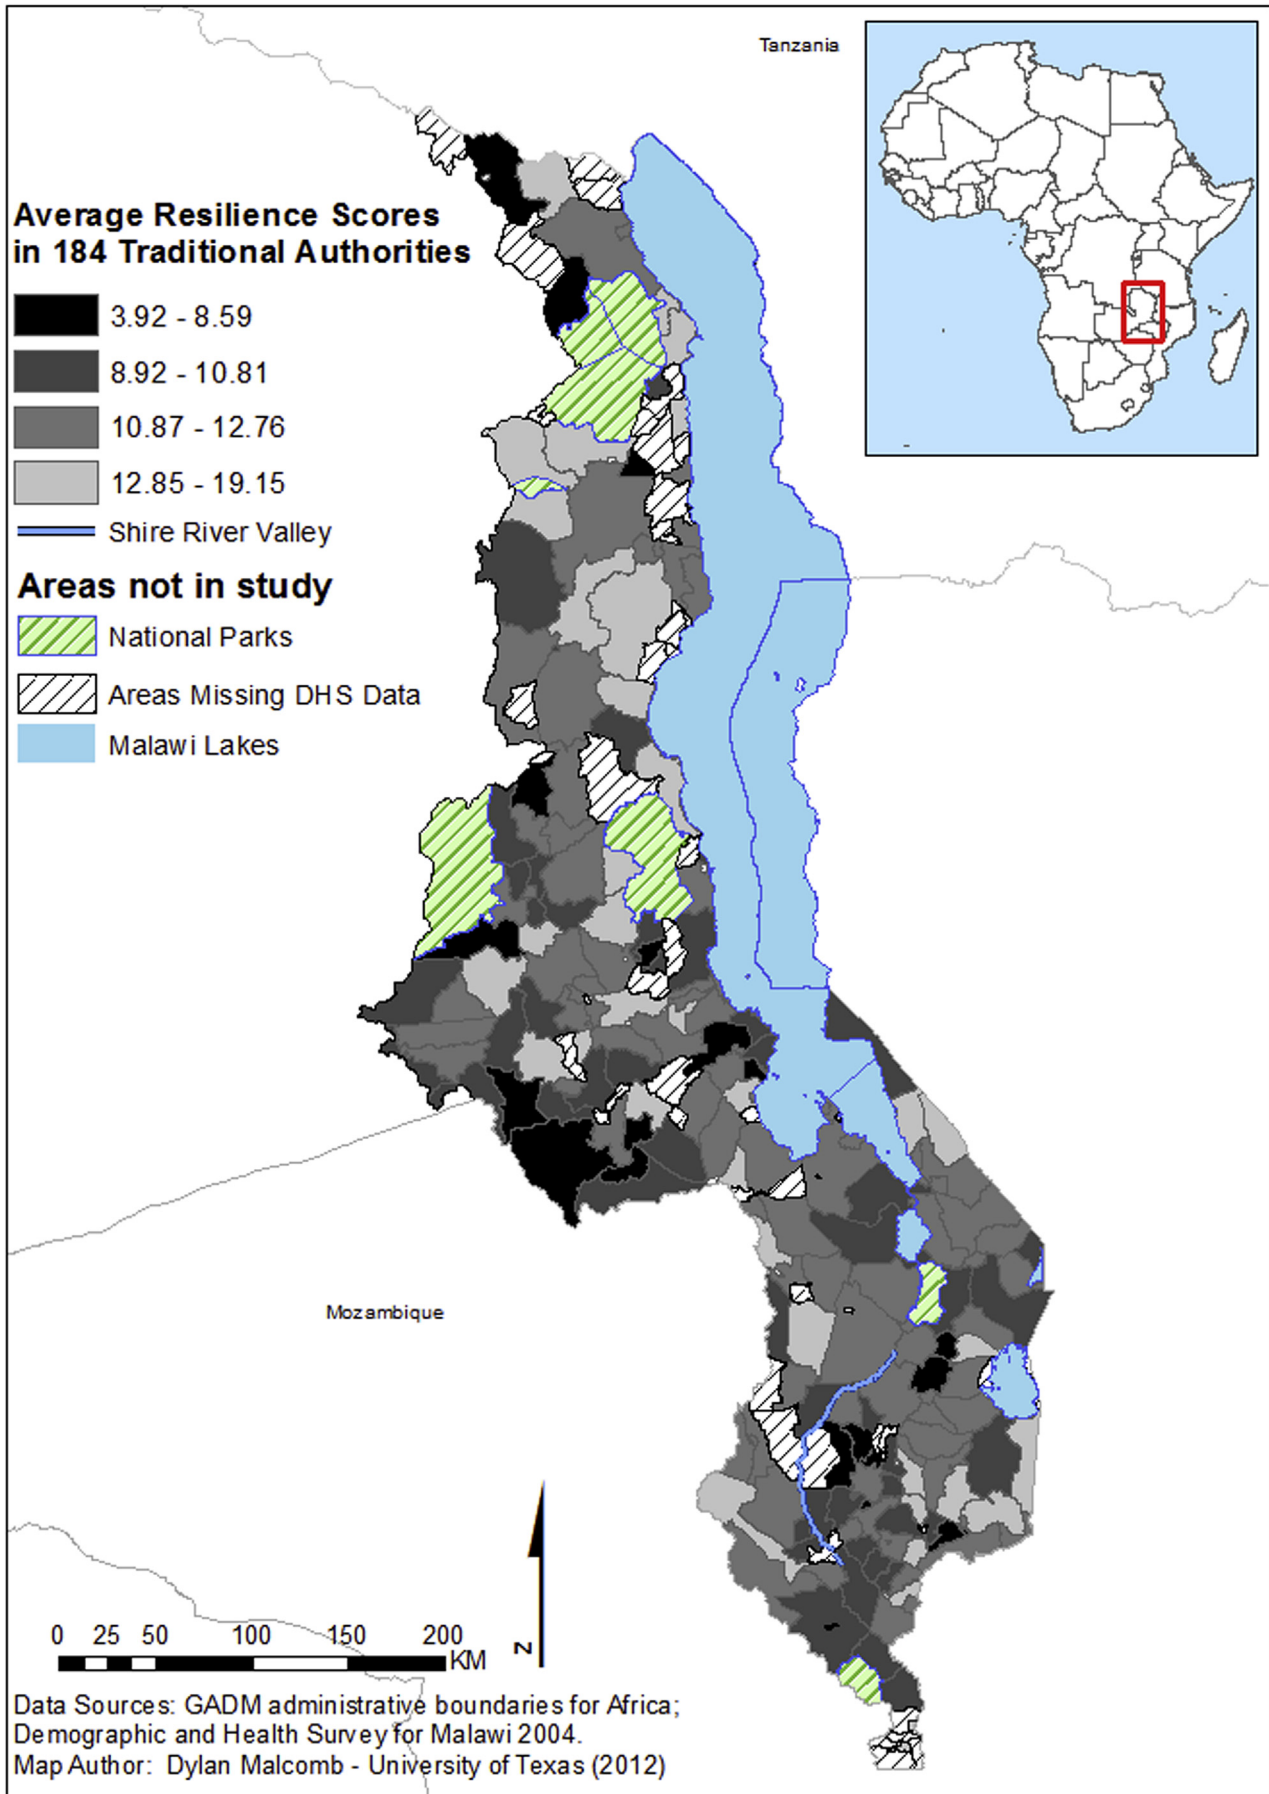 Tanzania
Average Resilience Scores
in 184 Traditional Authorities
3.92 - 8.59
8.92 - 10.81
10.87 - 12.76
12.85 - 19.15
Shire River Valley
Areas not in study
National Parks
Areas Missing DHS Data
Malawi Lakes
Mozambique
0 25 50 100 150 200
KM
N
Data Sources: GADM administrative boundaries for Africa;
Demographic and Health Survey for Malawi 2004.
Map Author: Dylan Malcomb - University of Texas (2012)